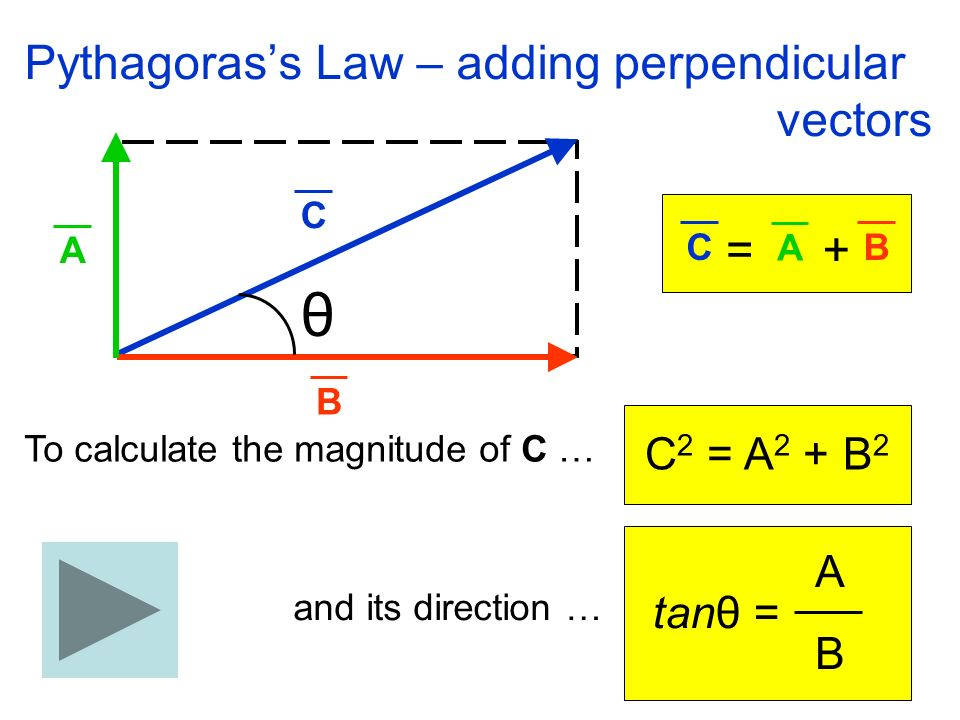 Pythagoras’s Law – adding perpendicular
vectors
C
A
θ
B
C = A + B
To calculate the magnitude of C …
C² = A² + B²
and its direction …
tanθ =
A
B